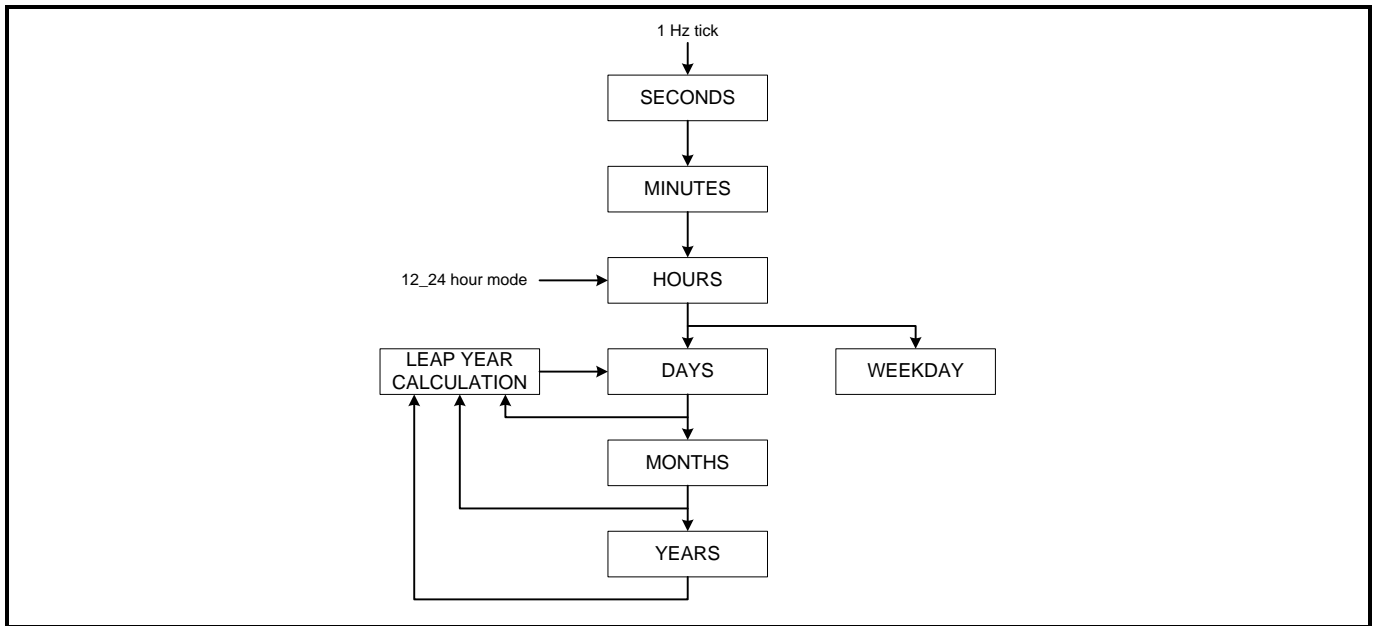 1 Hz tick
SECONDS
MINUTES
12_24 hour mode
HOURS
LEAP YEAR
CALCULATION
DAYS
WEEKDAY
MONTHS
YEARS